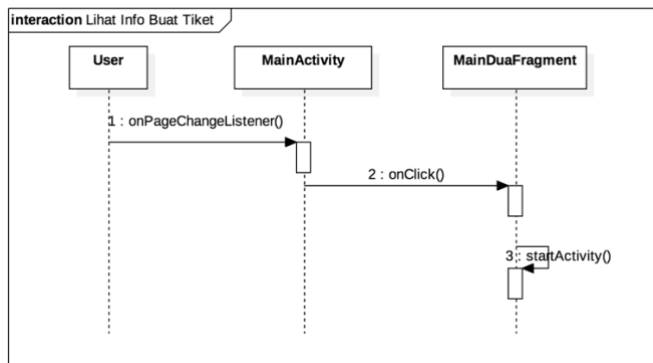 interaction Lihat Info Buat Tiket
User
MainActivity
MainDuaFragment
1 : onPageChangeListener()
2 : onClick()
3 : startActivity()